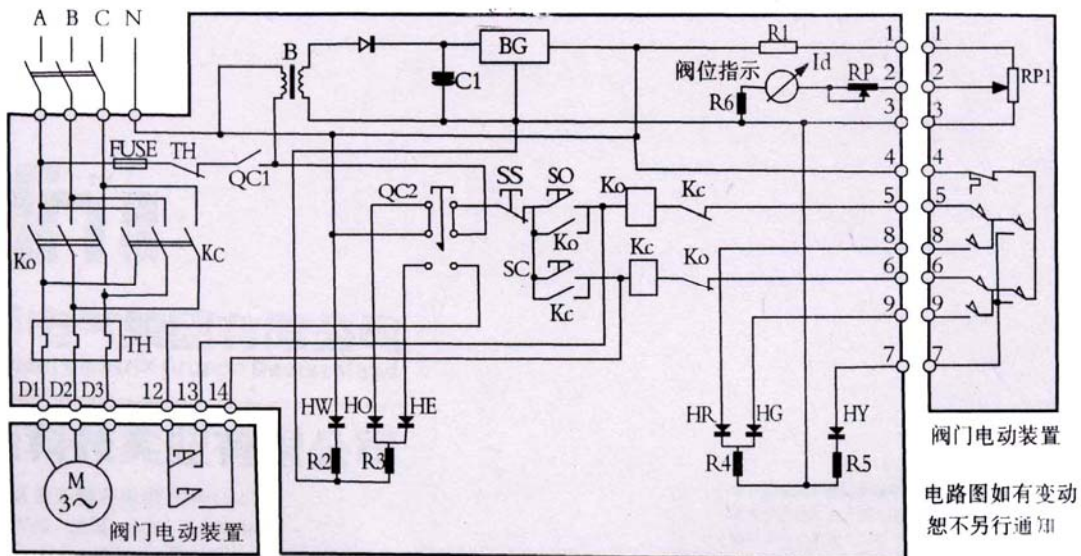 A B C N
B
BG
C1
R1
1
1
阀位指示
Id
RP
2
2
RP1
R6
3
3
FUSE
TH
QC1
4
4
QC2
SS
SO
Ko
Kc
5
5
Ko
8
8
Ko
Kc
SC
Kc
Ko
6
6
Kc
9
9
TH
7
7
D1 D2 D3 12 13 14
HW
HO
HE
HR
HG
HY
R2
R3
R4
R5
M
3~
阀门电动装置
阀门电动装置
电路图如有变动
恕不另行通知